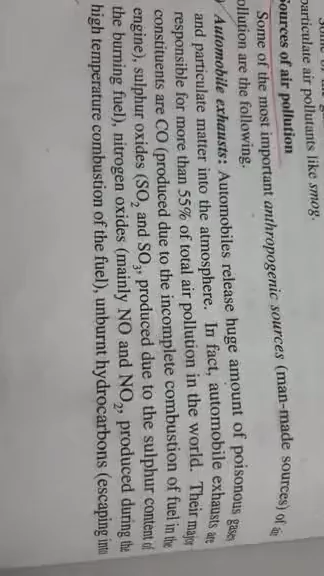 particulate air pollutants like smog.
Sources of air pollution
Some of the most important anthropogenic sources (man-made sources) of air
pollution are the following.
) Automobile exhausts: Automobiles release huge amount of poisonous gases
and particulate matter into the atmosphere. In fact, automobile exhausts are
responsible for more than 55% of total air pollution in the world. Their major
constituents are CO (produced due to the incomplete combustion of fuel in the
engine), sulphur oxides (SO₂ and SO₃, produced due to the sulphur content of
the burning fuel), nitrogen oxides (mainly NO and NO₂, produced during the
high temperature combustion of the fuel), unburnt hydrocarbons (escaping into